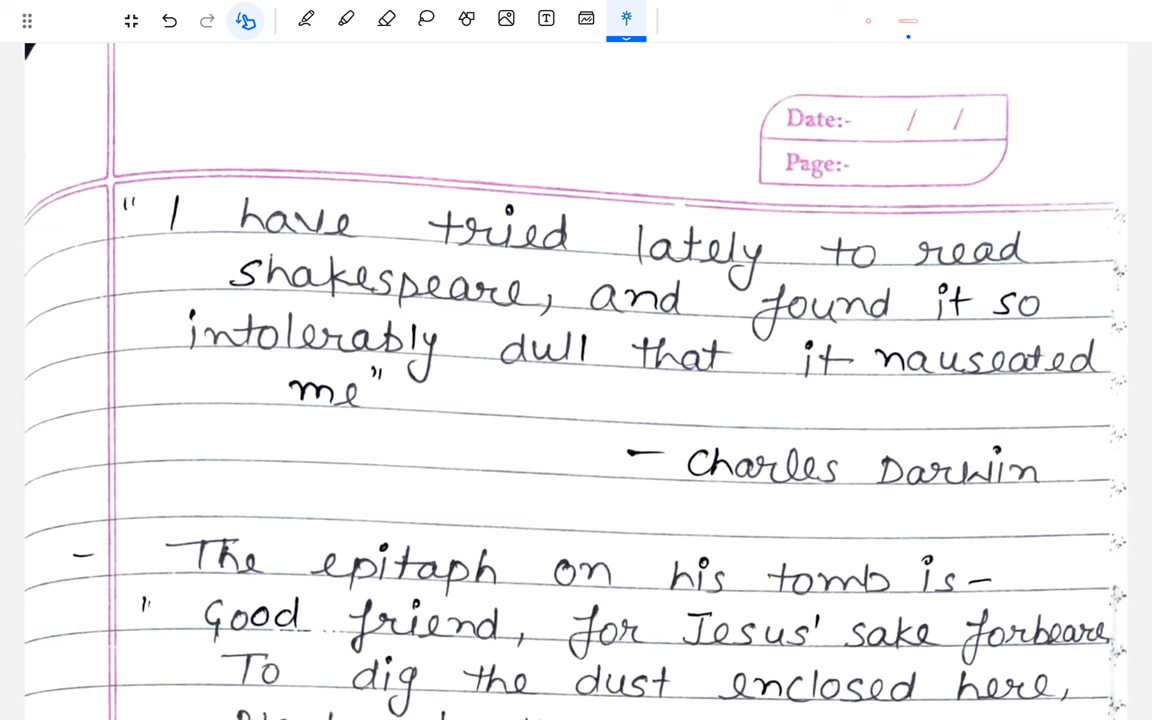 Date:- / /
Page:-
" I have tried lately to read
shakespeare, and found it so
intolerably dull that it nauseated
me"
- Charles Darwin
- The epitaph on his tomb is-
" Good friend, for Jesus' sake forbeare
To dig the dust enclosed here,